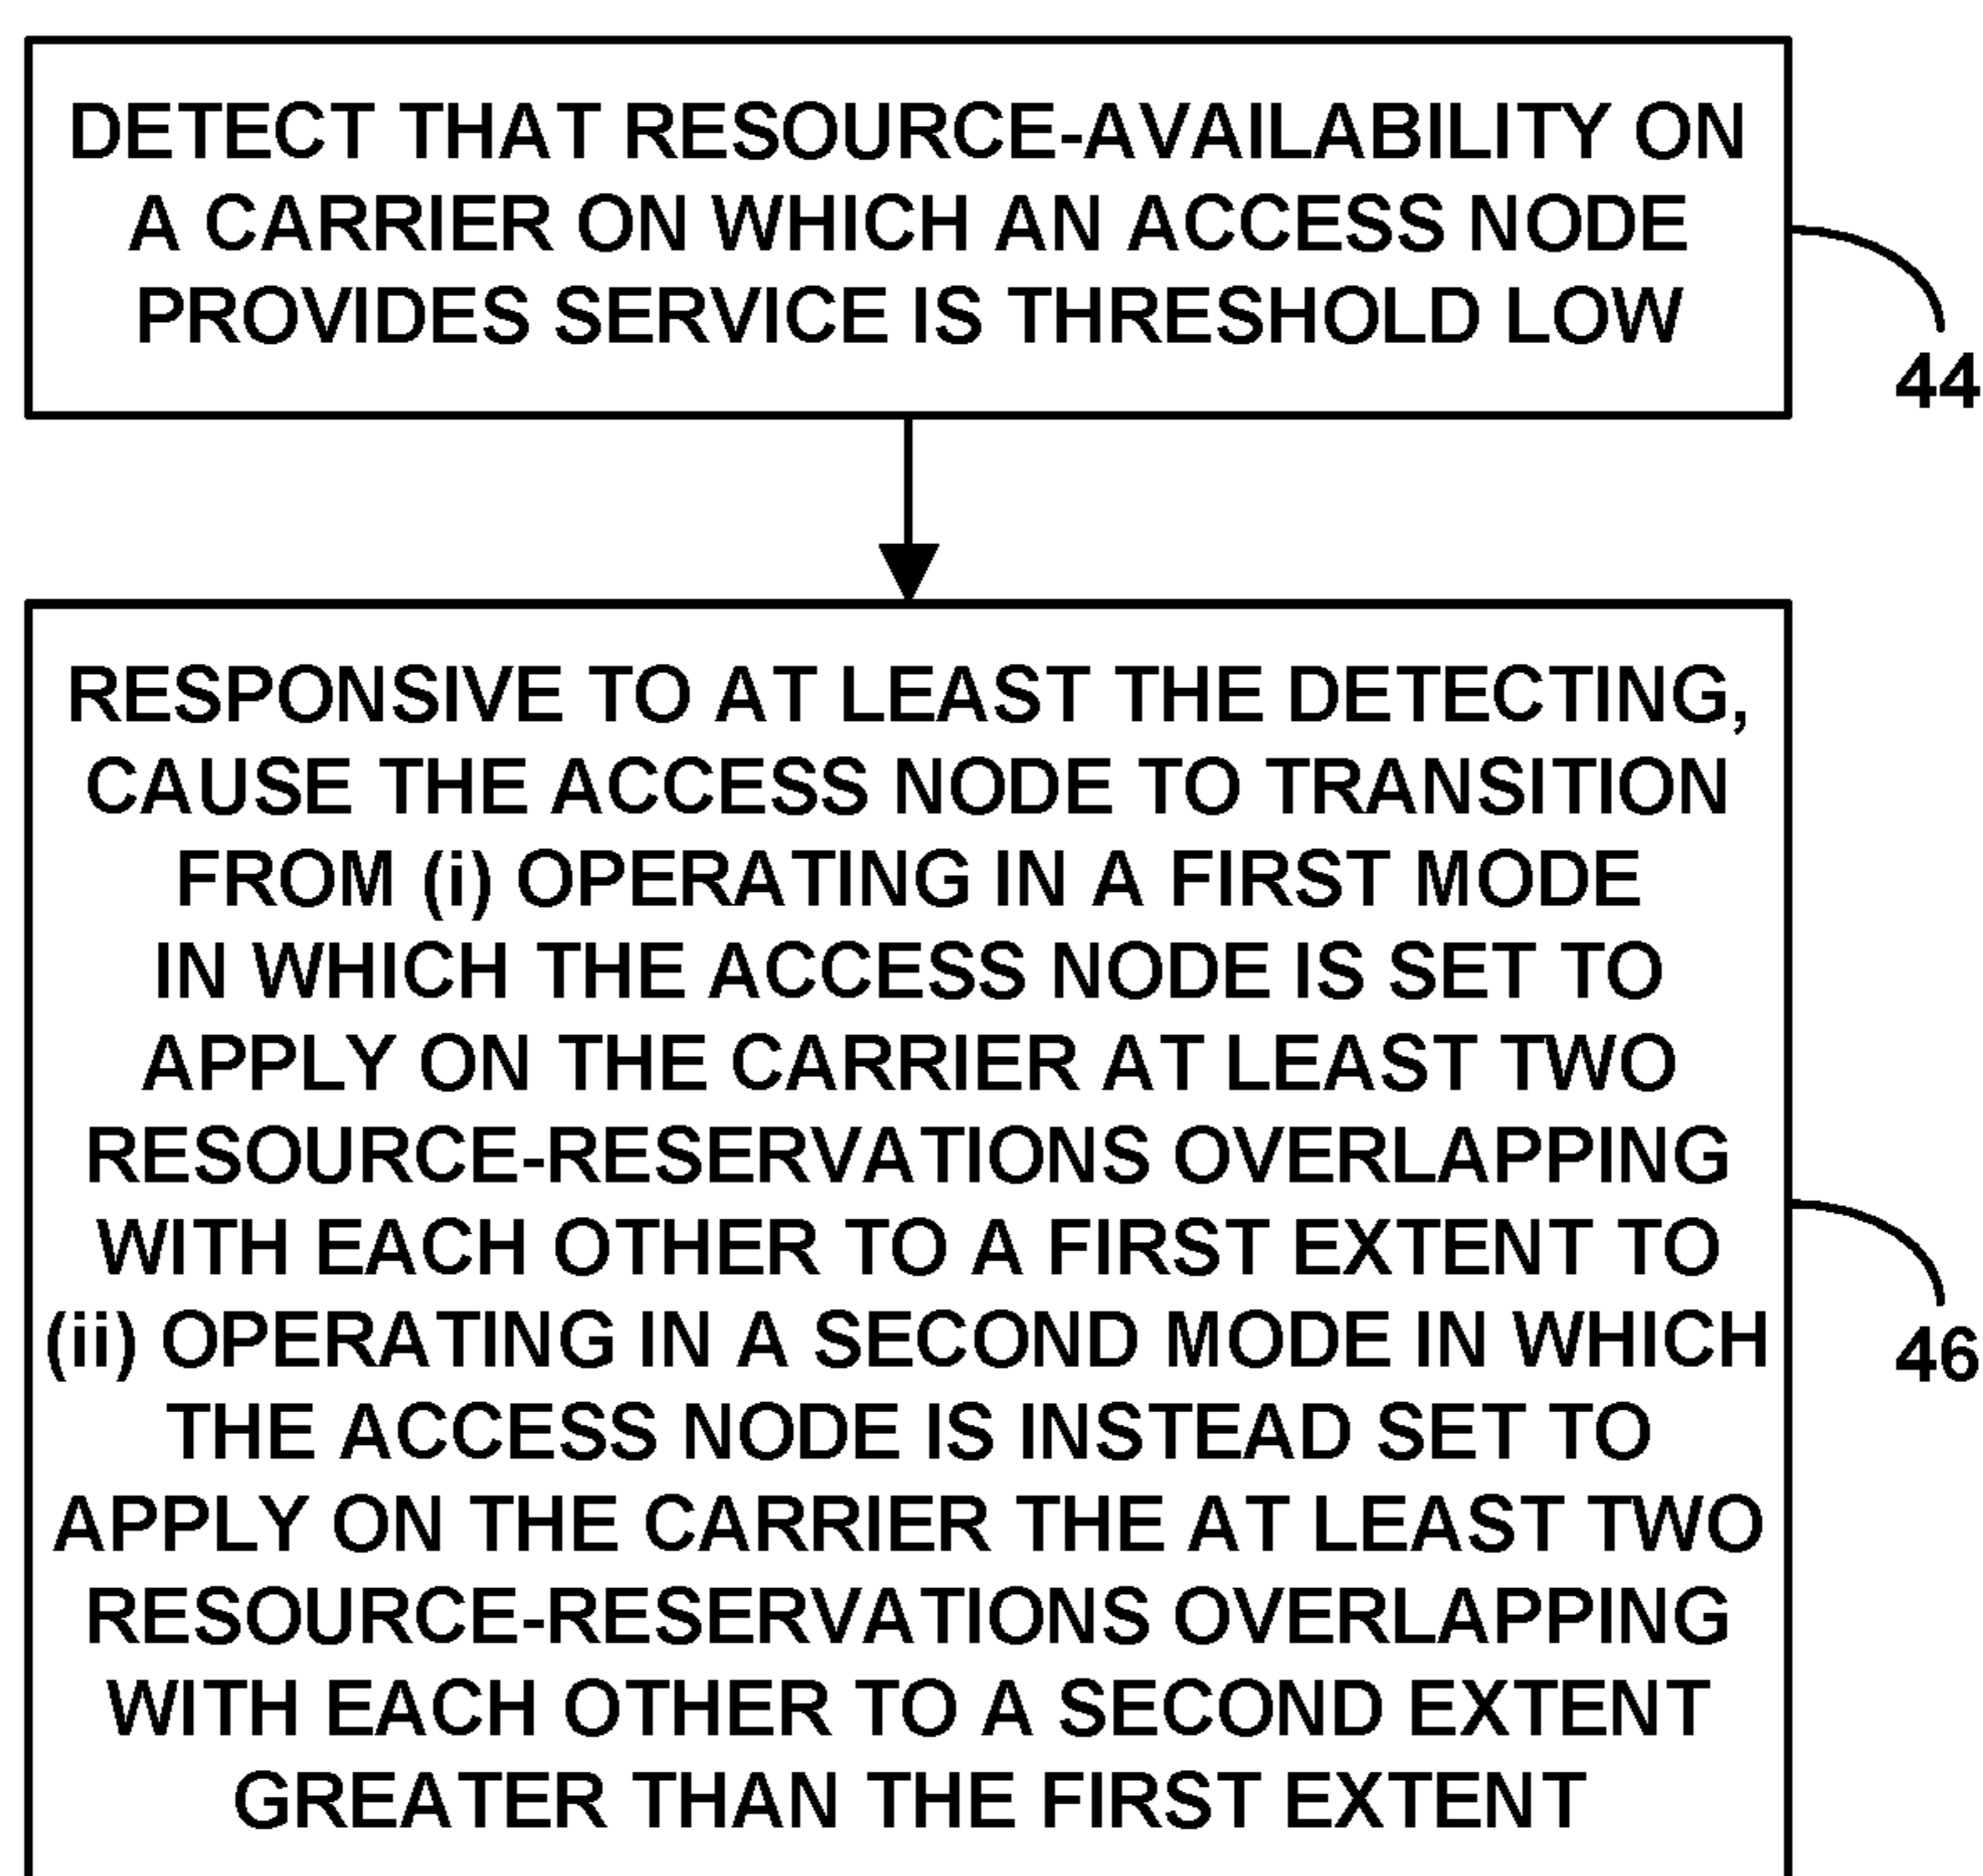 DETECT THAT RESOURCE-AVAILABILITY ON
A CARRIER ON WHICH AN ACCESS NODE
PROVIDES SERVICE IS THRESHOLD LOW
44
RESPONSIVE TO AT LEAST THE DETECTING,
CAUSE THE ACCESS NODE TO TRANSITION
FROM (i) OPERATING IN A FIRST MODE
IN WHICH THE ACCESS NODE IS SET TO
APPLY ON THE CARRIER AT LEAST TWO
RESOURCE-RESERVATIONS OVERLAPPING
WITH EACH OTHER TO A FIRST EXTENT TO
(ii) OPERATING IN A SECOND MODE IN WHICH
THE ACCESS NODE IS INSTEAD SET TO
APPLY ON THE CARRIER THE AT LEAST TWO
RESOURCE-RESERVATIONS OVERLAPPING
WITH EACH OTHER TO A SECOND EXTENT
GREATER THAN THE FIRST EXTENT
46